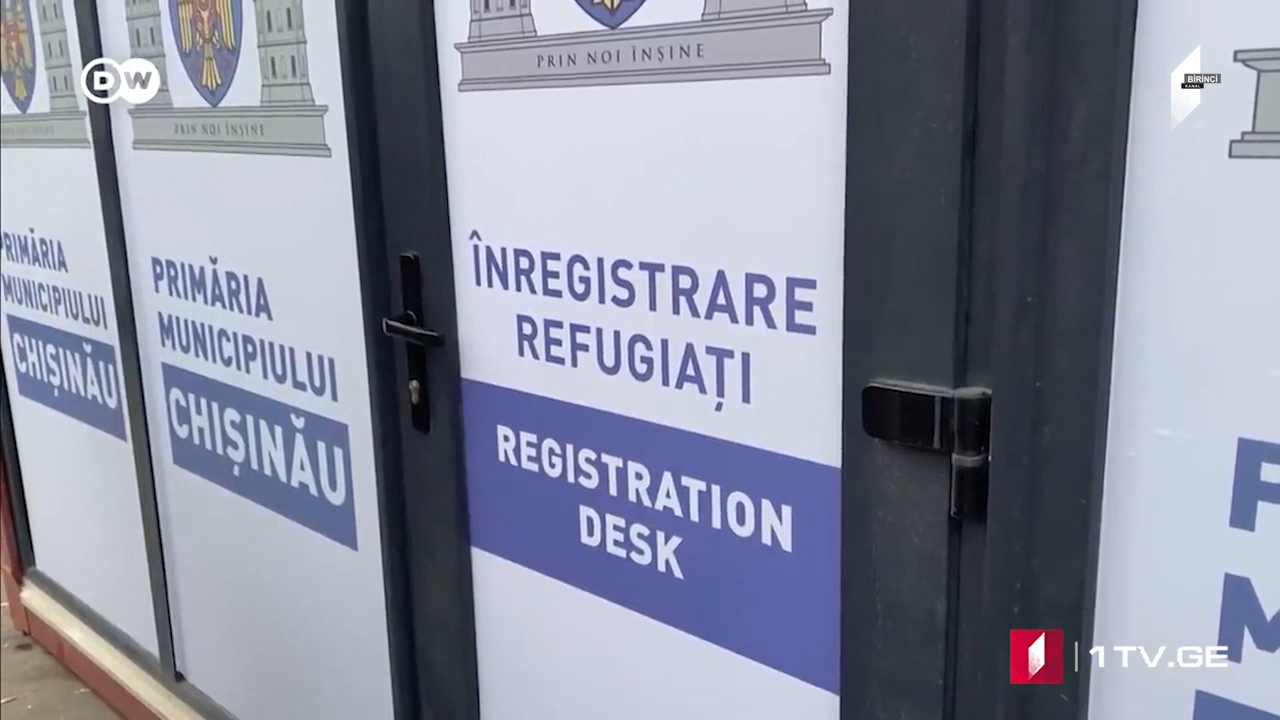 DW
BIRINCI
KANAL
PRIN NOI ÎNȘINE
PRIN NOI ÎNȘINE
PRIMĂRIA
MUNICIPIULUI
CHIȘINĂU
PRIMĂRIA
MUNICIPIULUI
CHIȘINĂU
ÎNREGISTRARE
REFUGIAȚI
REGISTRATION
DESK
1TV.GE